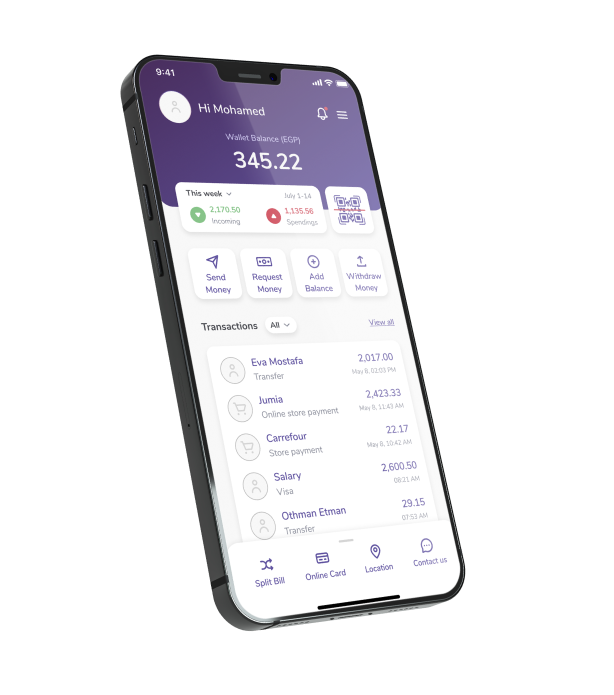 9:41
Hi Mohamed
Wallet Balance (EGP)
345.22
This week
July 1-14
2,170.50
Incoming
1,135.56
Spendings
Send
Money
Request
Money
Add
Balance
Withdraw
Money
Transactions
All
View all
Eva Mostafa
2,017.00
Transfer
May 9, 02:03 PM
Jumia
2,423.33
Online store payment
May 9, 11:43 AM
Carrefour
22.17
Store payment
May 9, 10:42 AM
Salary
2,600.50
Visa
08:21 AM
Othman Etman
29.15
Transfer
07:53 AM
Split Bill
Online Card
Location
Contact us